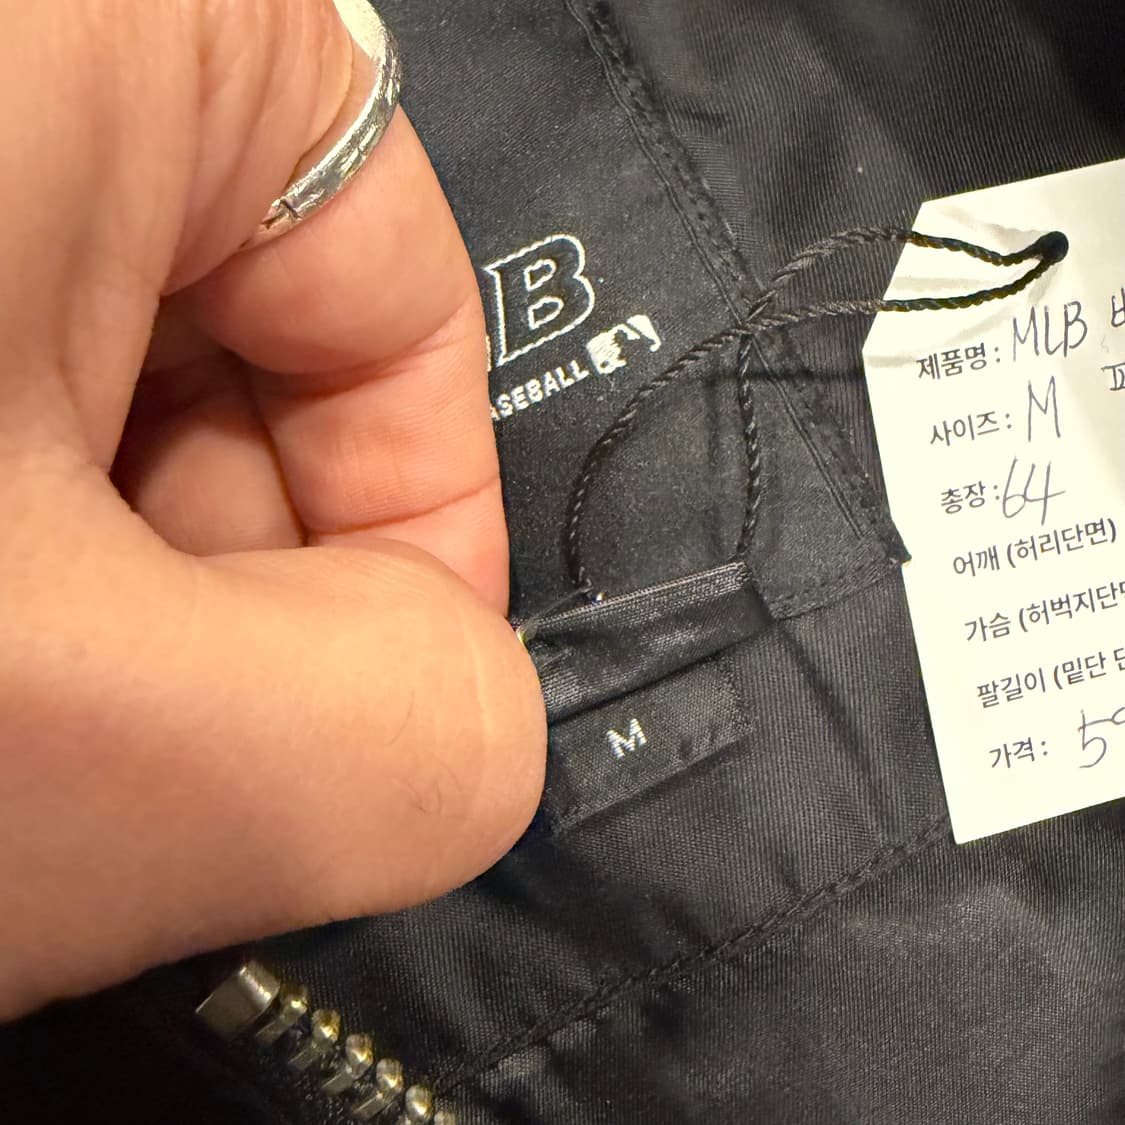 B
ASEBALL
M
제품명 : MLB
사이즈 : M
총장 : 64
어깨 (허리단면)
가슴 (허벅지단
팔길이 (밑단
가격 : 59